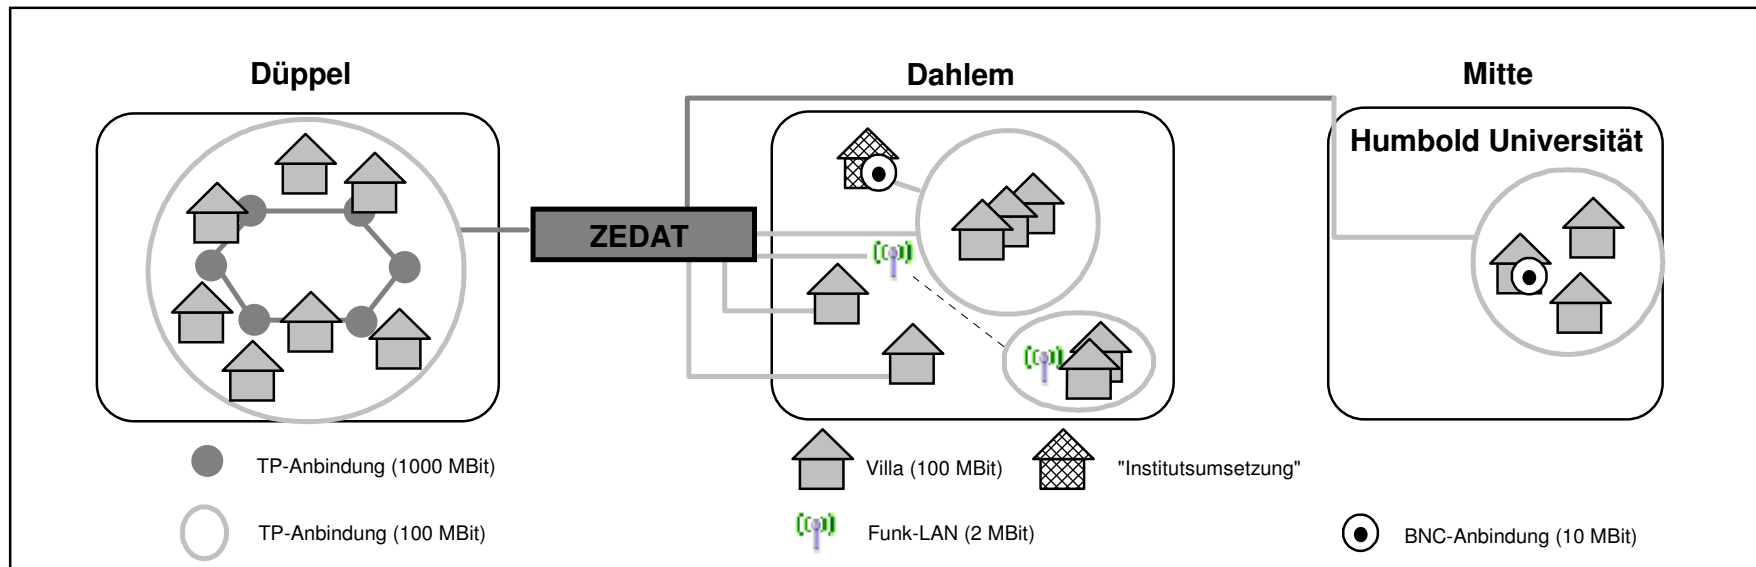 Düppel
Dahlem
Mitte
Humbold Universität
ZEDAT
TP-Anbindung (1000 MBit)
Villa (100 MBit)
"Institutsumsetzung"
TP-Anbindung (100 MBit)
Funk-LAN (2 MBit)
BNC-Anbindung (10 MBit)